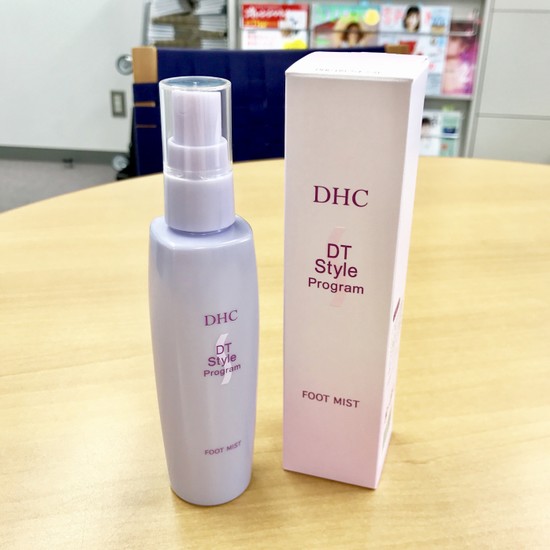 DHC
DT
Style
Program
FOOT MIST
DHC
DT
Style
Program
FOOT MIST